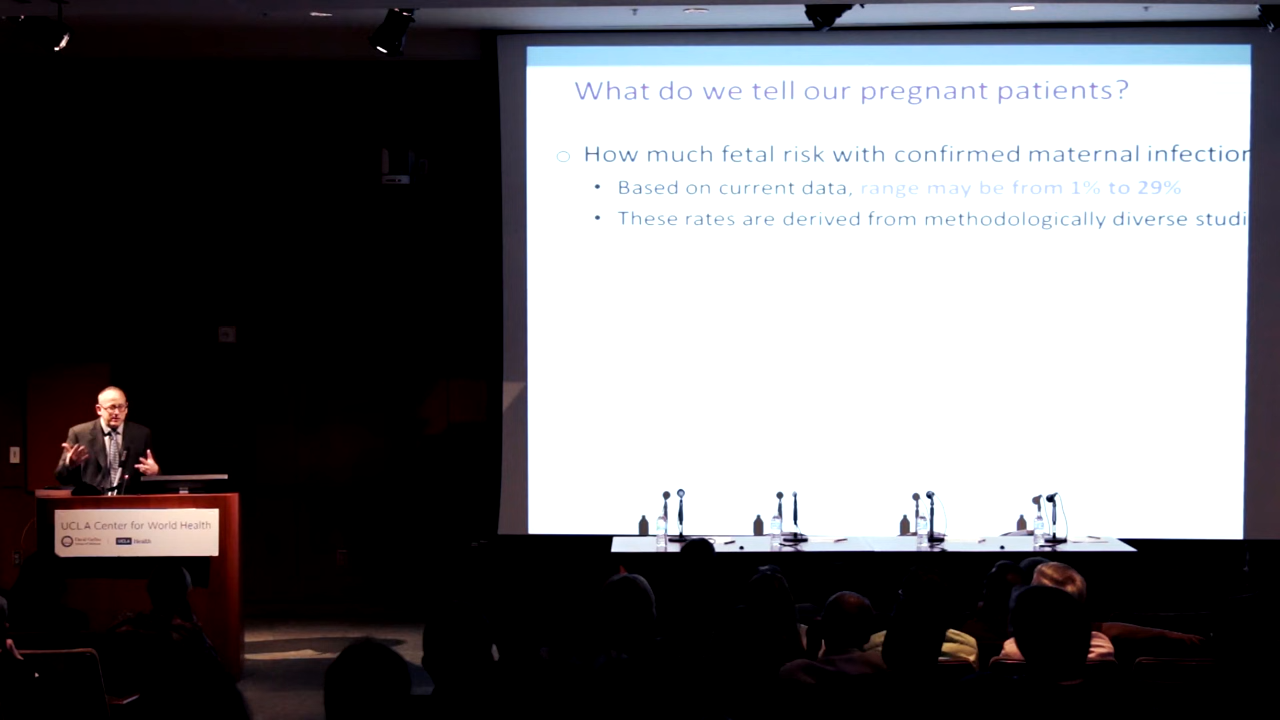 What do we tell our pregnant patients?
How much fetal risk with confirmed maternal infection
Based on current data, range may be from 1% to 29%
These rates are derived from methodologically diverse studi
UCLA Center for World Health
UCLA Health